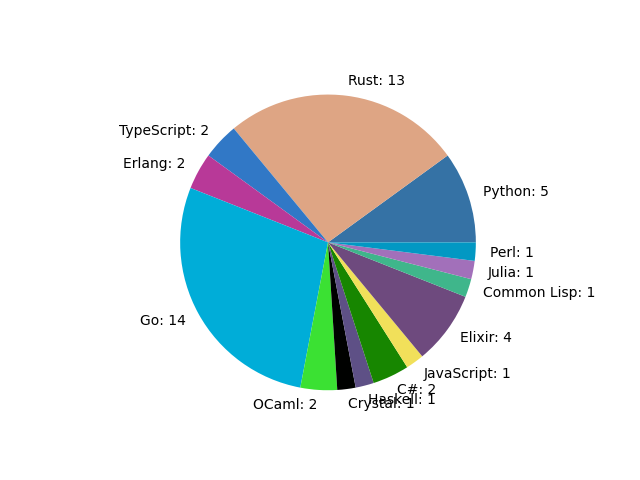 Rust: 13
TypeScript: 2
Erlang: 2
Python: 5
Perl: 1
Julia: 1
Common Lisp: 1
Go: 14
Elixir: 4
JavaScript: 1
C#: 2
Haskell: 1
OCaml: 2
Crystal: 1